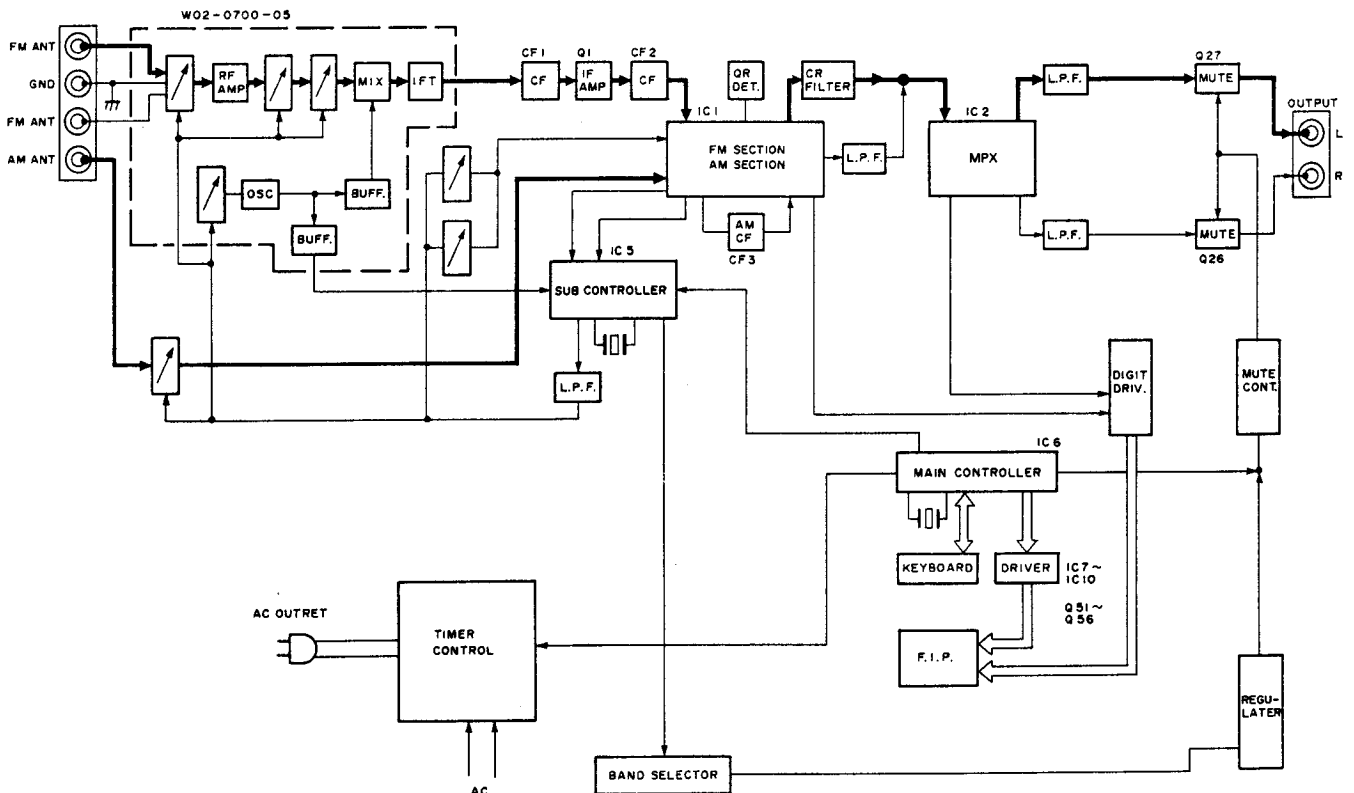 W02-0700-05
FM ANT
GND
FM ANT
AM ANT
RF
AMP
MIX
IFT
OSC
BUFF.
BUFF.
CF1
CF
Q1
IF
AMP
CF2
CF
QR
DET.
CR
FILTER
IC1
FM SECTION
AM SECTION
L.P.F.
AM
CF
CF3
IC2
MPX
L.P.F.
L.P.F.
Q27
MUTE
MUTE
Q26
OUTPUT
L
R
IC5
SUB CONTROLLER
L.P.F.
DIGIT
DRIV.
MUTE
CONT.
IC6
MAIN CONTROLLER
KEYBOARD
DRIVER
IC7~
IC10
Q51~
Q56
F.I.P.
AC OUTRET
TIMER
CONTROL
AC
BAND SELECTOR
REGU-
LATER